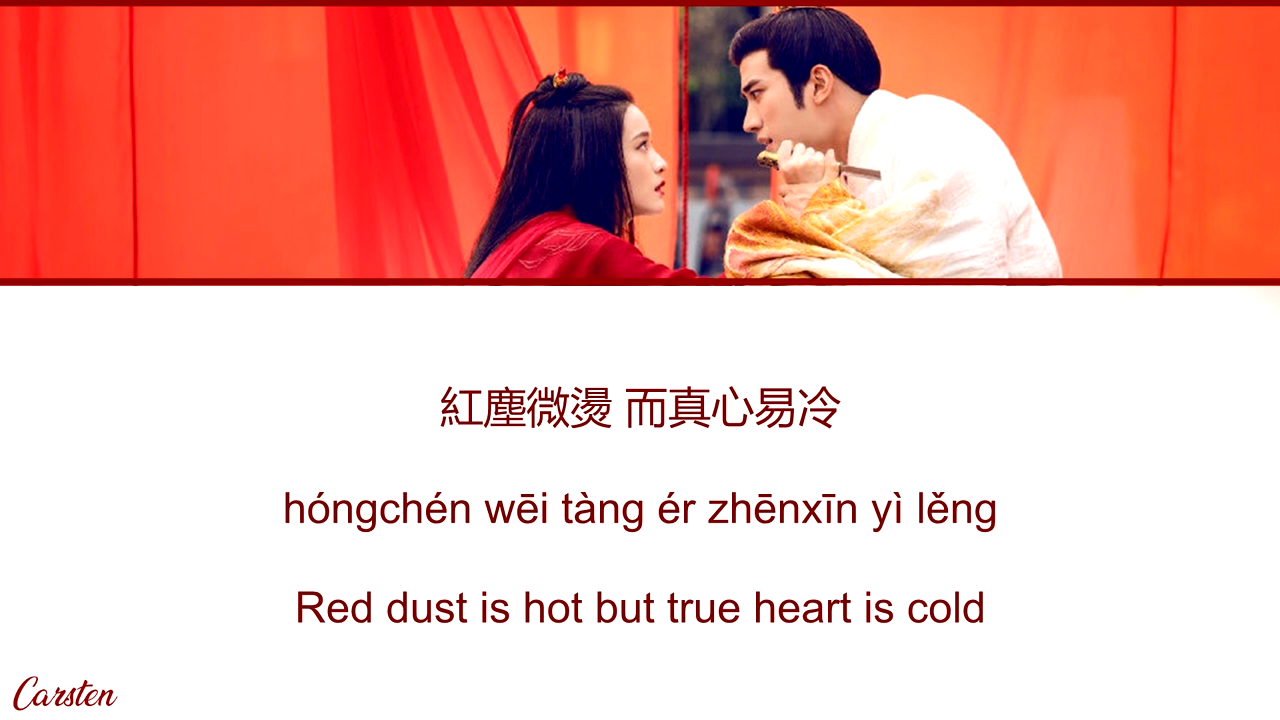 紅塵微燙 而真心易冷
hóngchén wēi tàng ér zhēnxīn yì lěng
Red dust is hot but true heart is cold
Carsten